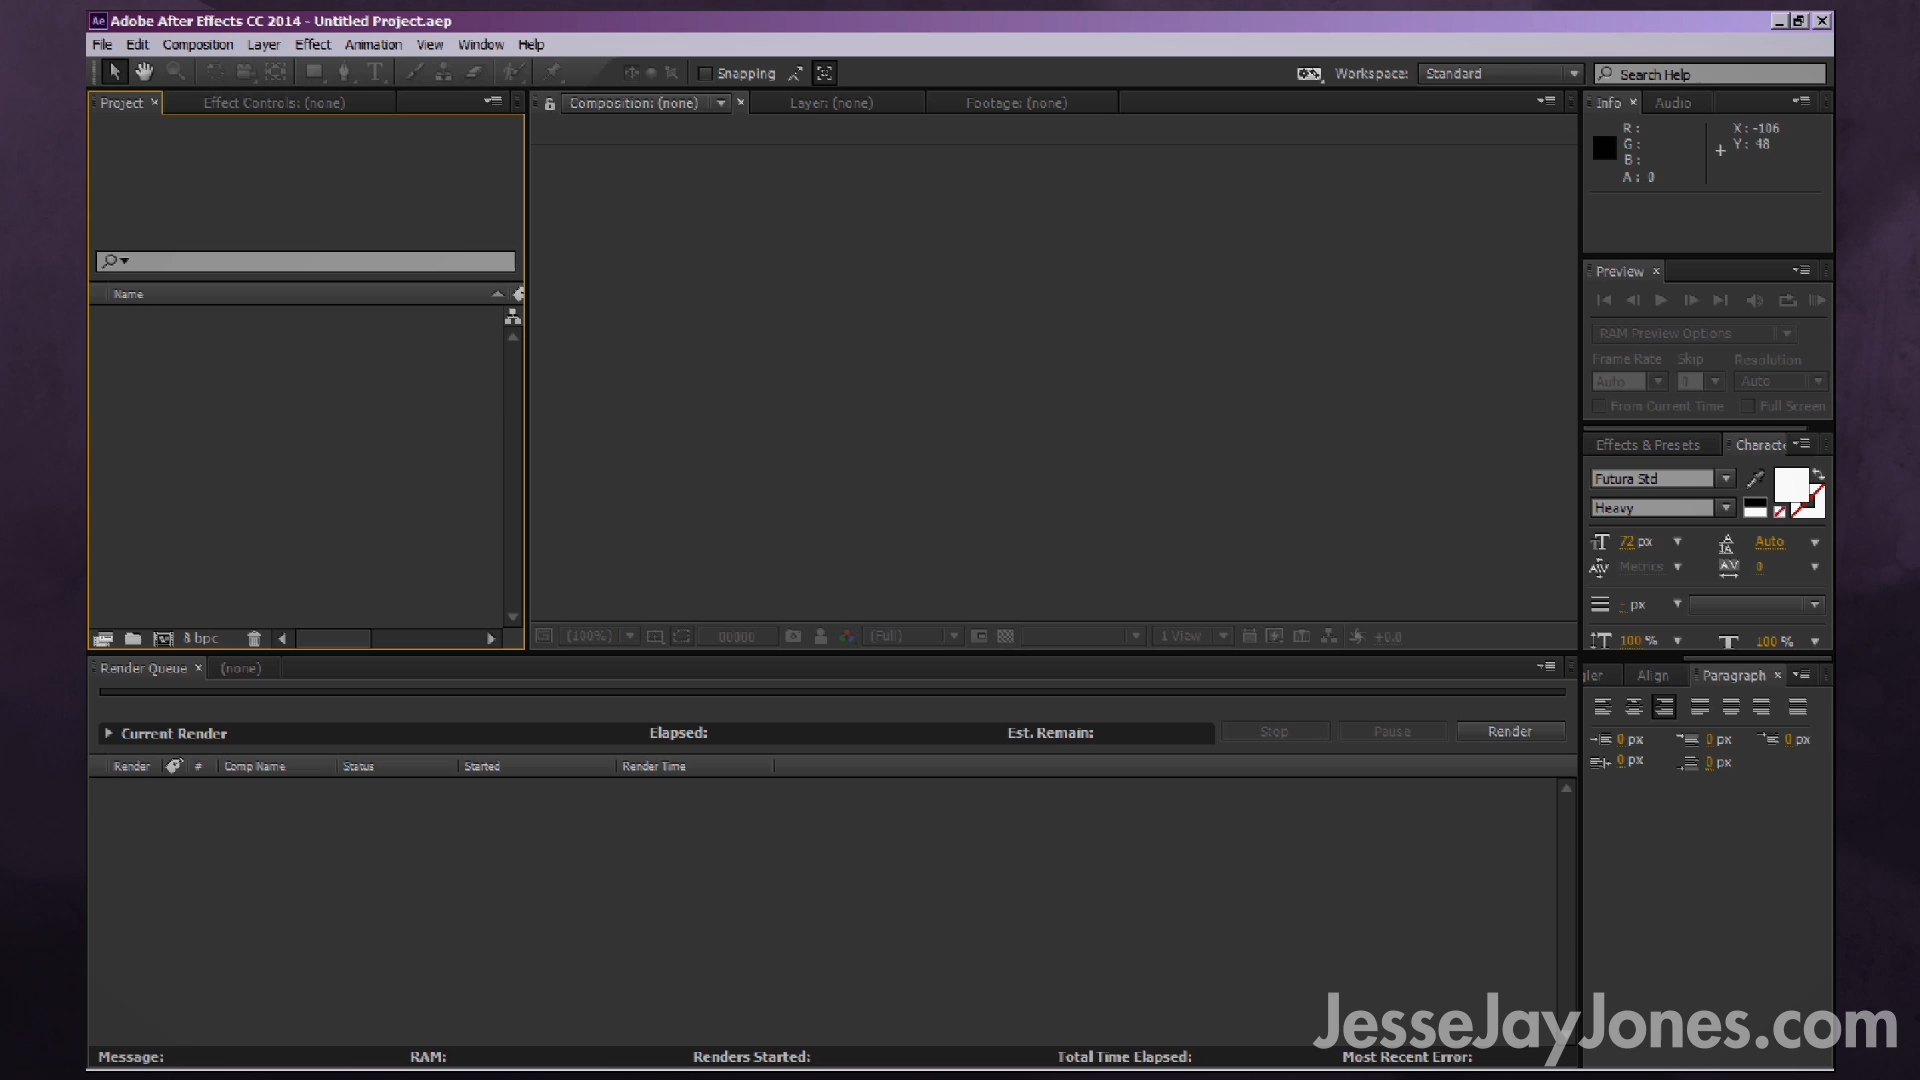 Ae Adobe After Effects CC 2014 - Untitled Project.aep
File Edit Composition Layer Effect Animation View Window Help
Snapping Workspace: Standard Search Help
Project Effect Controls: (none) Composition: (none) Layer: (none) Footage: (none) Info Audio
R: X: -106
G: Y: 48
B:
A: 0
Name
Preview
RAM Preview Options
Frame Rate Skip Resolution
Auto 0 Auto
From Current Time Full Screen
Effects & Presets Characte
Futura Std
Heavy
72 px Auto
Metrics 0
- px
100 % 100 %
8 bpc (100%) 00000 (Full) 1 View +0.0
Render Queue (none)
Align Paragraph
Current Render Elapsed: Est. Remain: Stop Pause Render
0 px 0 px 0 px
0 px 0 px
Render # Comp Name Status Started Render Time
JesseJayJones.com
Message: RAM: Renders Started: Total Time Elapsed: Most Recent Error: